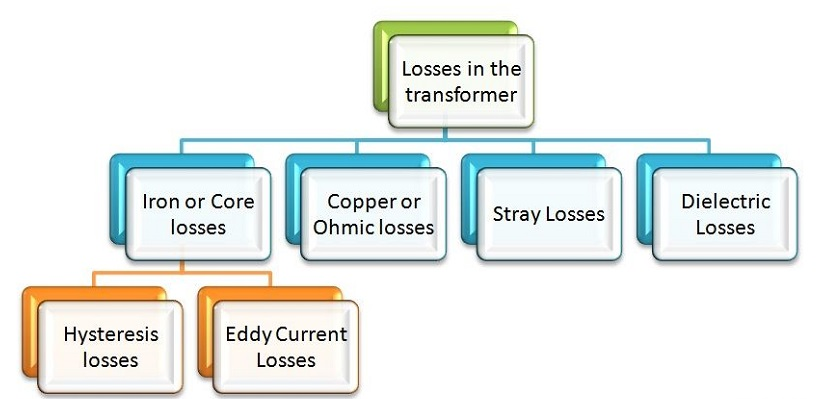 Losses in the
transformer
Iron or Core
losses
Copper or
Ohmic losses
Stray Losses
Dielectric
Losses
Hysteresis
losses
Eddy Current
Losses